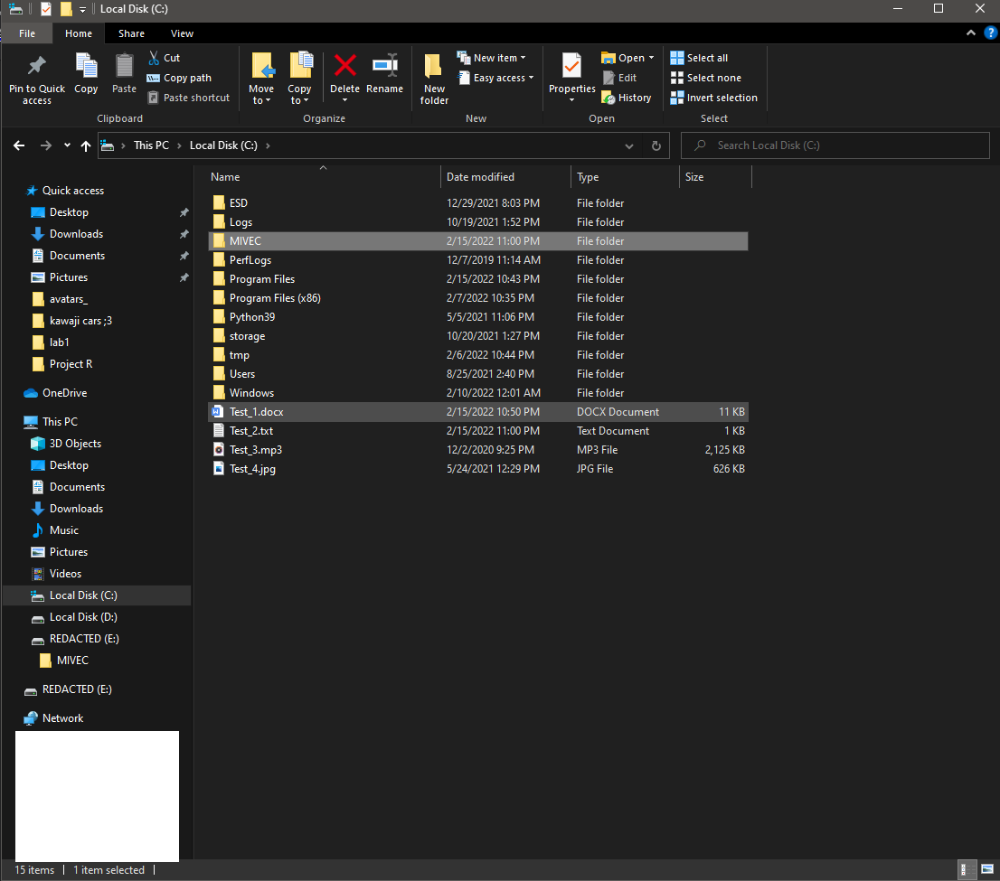 Local Disk (C:)
File Home Share View
Pin to Quick access
Copy
Paste
Cut
Copy path
Paste shortcut
Clipboard
Move to
Copy to
Delete
Rename
Organize
New folder
New item
Easy access
New
Properties
Open
Edit
History
Open
Select all
Select none
Invert selection
Select
This PC > Local Disk (C:) >
Search Local Disk (C:)
Quick access
Desktop
Downloads
Documents
Pictures
avatars_
kawaji cars ;3
lab1
Project R
OneDrive
This PC
3D Objects
Desktop
Documents
Downloads
Music
Pictures
Videos
Local Disk (C:)
Local Disk (D:)
REDACTED (E:)
MIVEC
REDACTED (E:)
Network
Name Date modified Type Size
ESD 12/29/2021 8:03 PM File folder
Logs 10/19/2021 1:52 PM File folder
MIVEC 2/15/2022 11:00 PM File folder
PerfLogs 12/7/2019 11:14 AM File folder
Program Files 2/15/2022 10:43 PM File folder
Program Files (x86) 2/7/2022 10:35 PM File folder
Python39 5/5/2021 11:06 PM File folder
storage 10/20/2021 1:27 PM File folder
tmp 2/6/2022 10:44 PM File folder
Users 8/25/2021 2:40 PM File folder
Windows 2/10/2022 12:01 AM File folder
Test_1.docx 2/15/2022 10:50 PM DOCX Document 11 KB
Test_2.txt 2/15/2022 11:00 PM Text Document 1 KB
Test_3.mp3 12/2/2020 9:25 PM MP3 File 2,125 KB
Test_4.jpg 5/24/2021 12:29 PM JPG File 626 KB
15 items | 1 item selected |